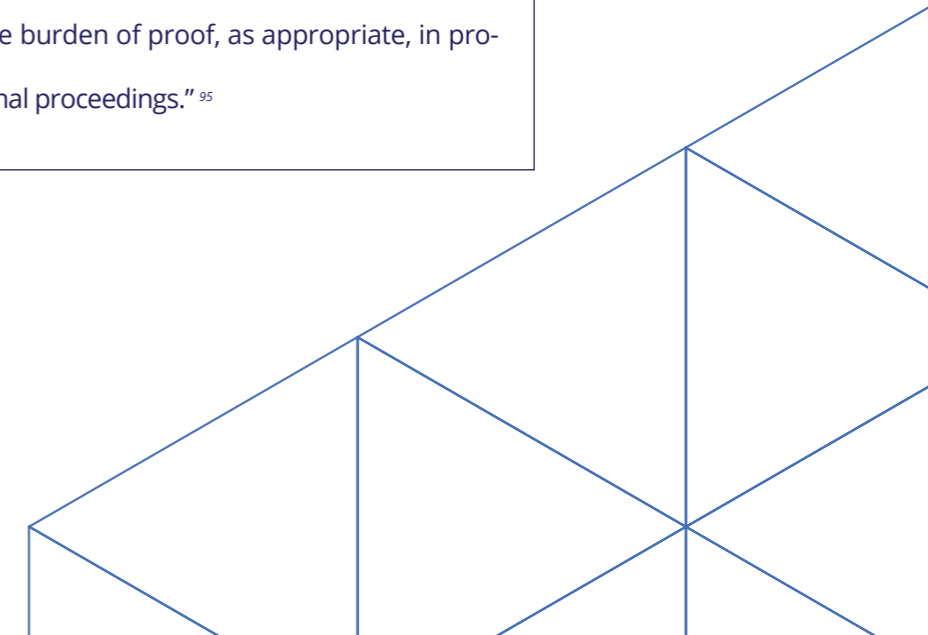 e burden of proof, as appropriate, in pro-
nal proceedings.” 95